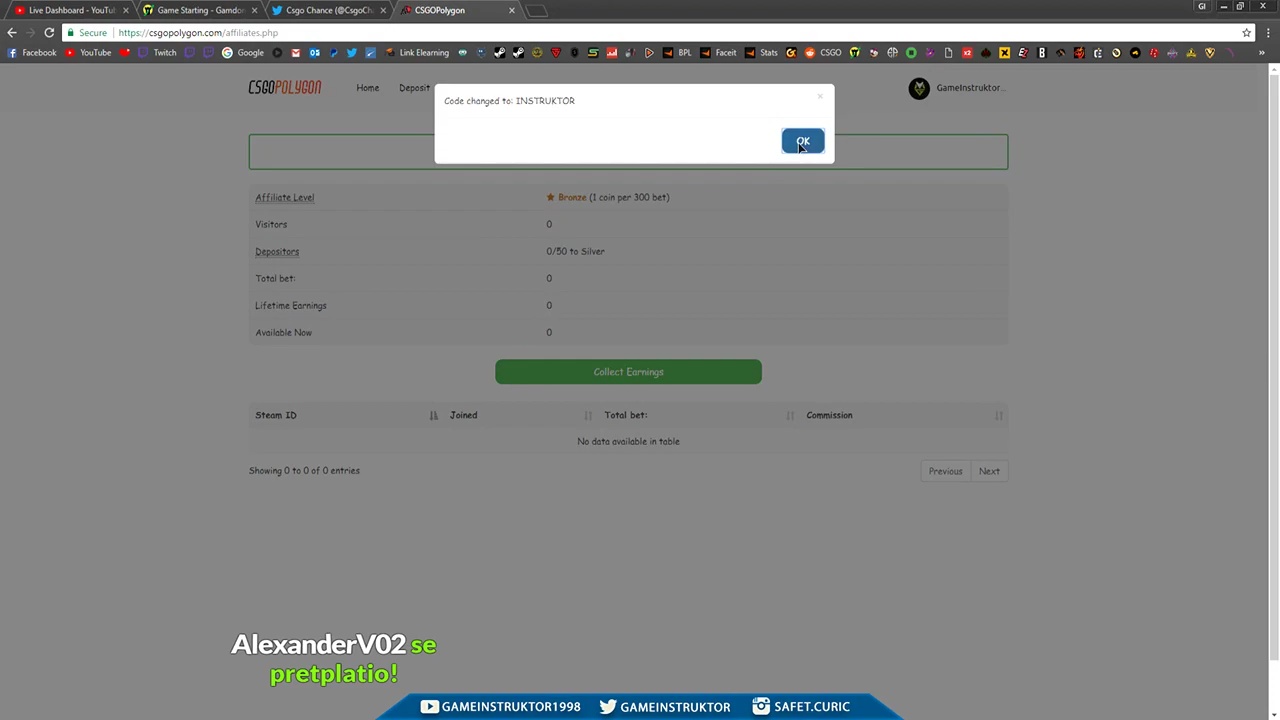 Live Dashboard - YouTu
Game Starting - Gamdo
Csgo Chance (@CsgoCh
CSGOPolygon
GI
Secure
https://csgopolygon.com/affiliates.php
Facebook
YouTube
Twitch
Google
Link Elearning
BPL
Faceit
Stats
CSGO
CSGOPOLYGON
Home
Deposit
GameInstruktor...
Code changed to: INSTRUKTOR
×
OK
Affiliate Level
Bronze (1 coin per 300 bet)
Visitors
0
Depositors
0/50 to Silver
Total bet:
0
Lifetime Earnings
0
Available Now
0
Collect Earnings
Steam ID
Joined
Total bet:
Commission
No data available in table
Showing 0 to 0 of 0 entries
Previous
Next
AlexanderV02 se
pretplatio!
GAMEINSTRUKTOR1998
GAMEINSTRUKTOR
SAFET.CURIC